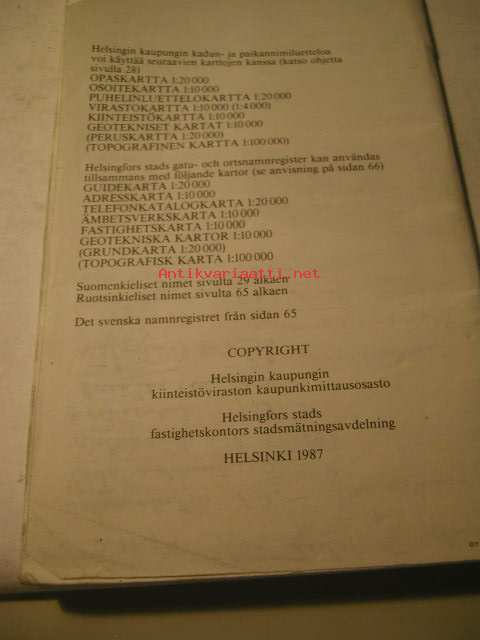 Helsingin kaupungin kadun- ja paikannimiluetteloa
voi käyttää seuraavien karttojen kanssa (katso ohjetta
sivulla 28)
OPASKARTTA 1:20 000
OSOITEKARTTA 1:10 000
PUHELINLUETTELOKARTTA 1:20 000
VIRASTOKARTTA 1:10 000 (1:4 000)
KIINTEISTÖKARTTA 1:10 000
GEOTEKNISET KARTAT 1:10 000
(PERUSKARTTA 1:20 000)
(TOPOGRAFINEN KARTTA 1:100 000)
Helsingfors stads gatu- och ortsnamnregister kan användas
tillsammans med följande kartor (se anvisning på sidan 66)
GUIDEKARTA 1:20 000
ADRESSKARTA 1:10 000
TELEFONKATALOGKARTA 1:20 000
ÄMBETSVERKSKARTA 1:10 000
FASTIGHETSKARTA 1:10 000
GEOTEKNISKA KARTOR 1:10 000
(GRUNDKARTA 1:20 000)
(TOPOGRAFISK KARTA 1:100 000
Antikvariaatti.net
Suomenkieliset nimet sivulta 29 alkaen
Ruotsinkieliset nimet sivulta 65 alkaen
Det svenska namnregistret från sidan 65
COPYRIGHT
Helsingin kaupungin
kiinteistöviraston kaupunkimittausosasto
Helsingfors stads
fastighetskontors stadsmätningsavdelning
HELSINKI 1987